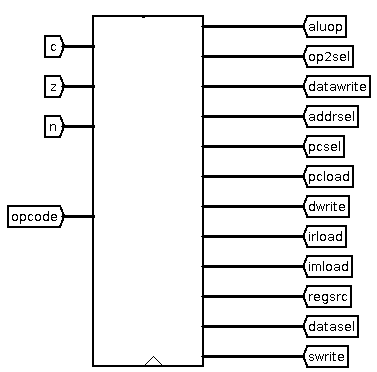 c
z
n
opcode
aluop
op2sel
datawrite
addrsel
pcsel
pcload
dwrite
irload
imload
regsrc
datasel
swrite